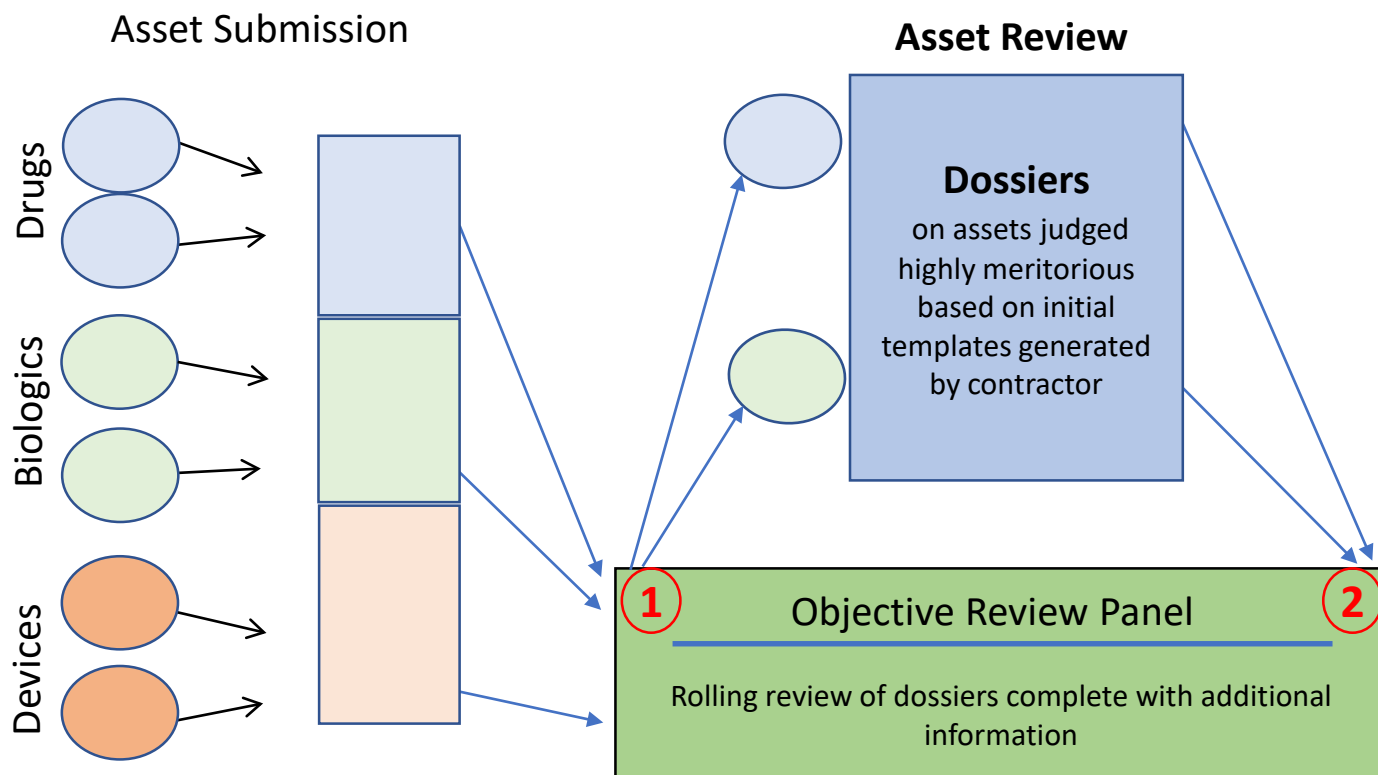 Asset Submission
Asset Review
Drugs
Biologics
Devices
Dossiers
on assets judged
highly meritorious
based on initial
templates generated
by contractor
1
2
Objective Review Panel
Rolling review of dossiers complete with additional
information